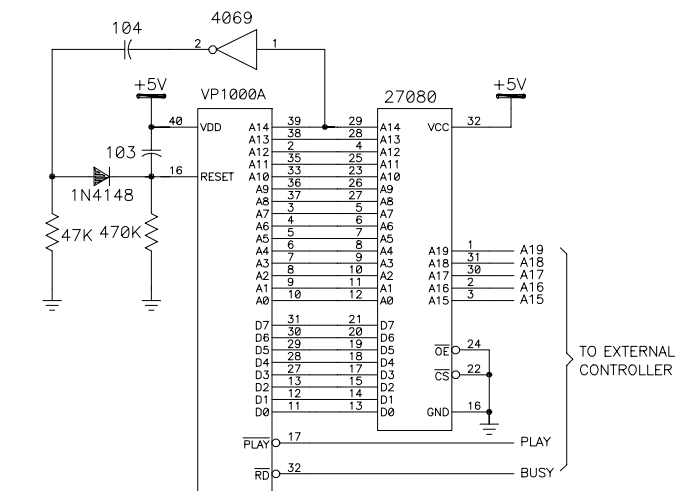 104
4069
2
1
+5V
VP1000A
27080
+5V
40 VDD
A14 39 29 A14
VCC 32
A13 38 28 A13
A12 2 4 A12
103
A11 35 25 A11
16 RESET
A10 33 23 A10
1N4148
A9 36 26 A9
A8 37 27 A8
A7 3 5 A7
A6 4 6 A6
47K 470K
A5 5 7 A5
A4 6 8 A4
A19 1 A19
A3 7 9 A3
A18 31 A18
A2 8 10 A2
A17 30 A17
A1 9 11 A1
A16 2 A16
A0 10 12 A0
A15 3 A15
D7 31 21 D7
D6 30 20 D6
D5 29 19 D5
OE 24
TO EXTERNAL
CONTROLLER
D4 28 18 D4
D3 27 17 D3
CS 22
D2 13 15 D2
D1 12 14 D1
D0 11 13 D0
GND 16
PLAY 17 PLAY
RD 32 BUSY